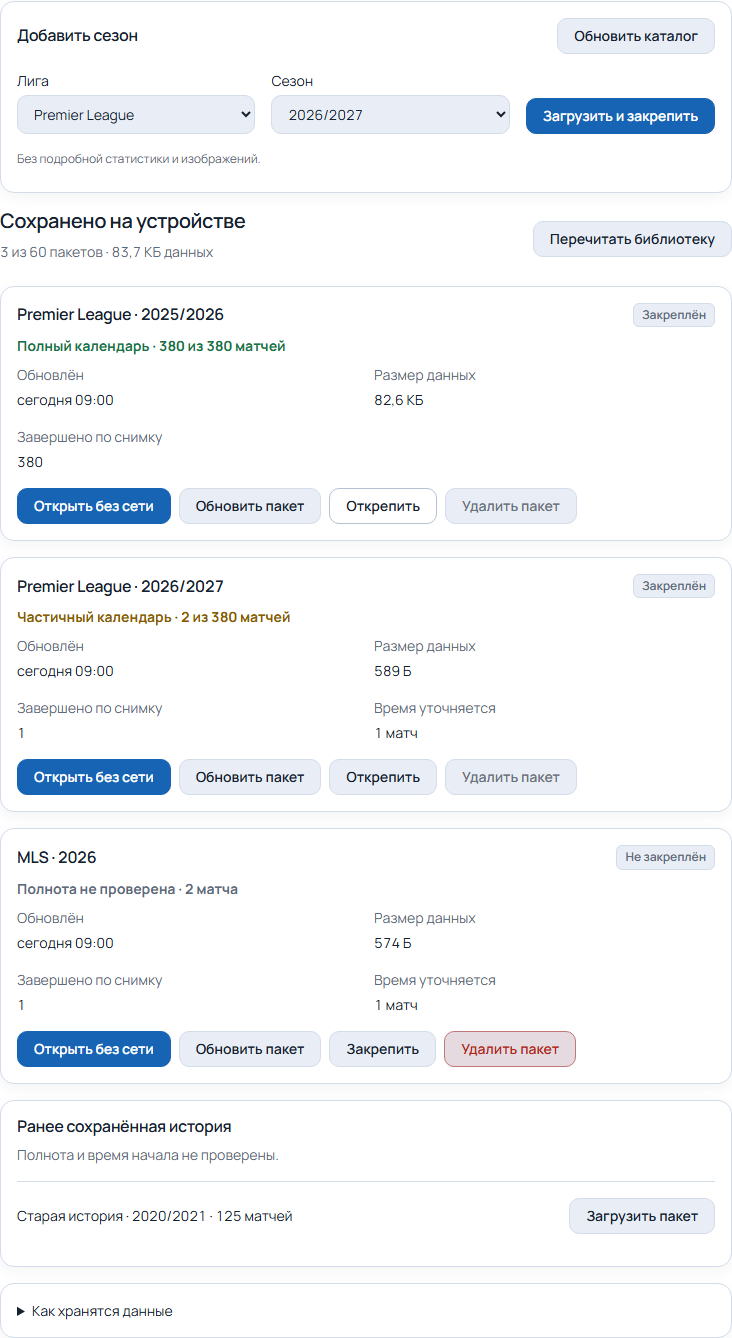 Добавить сезон
Обновить каталог
Лига
Сезон
Premier League
2026/2027
Загрузить и закрепить
Без подробной статистики и изображений.
Сохранено на устройстве
3 из 60 пакетов · 83,7 КБ данных
Перечитать библиотеку
Premier League · 2025/2026
Закреплён
Полный календарь · 380 из 380 матчей
Обновлён
Размер данных
сегодня 09:00
82,6 КБ
Завершено по снимку
380
Открыть без сети
Обновить пакет
Открепить
Удалить пакет
Premier League · 2026/2027
Закреплён
Частичный календарь · 2 из 380 матчей
Обновлён
Размер данных
сегодня 09:00
589 Б
Завершено по снимку
Время уточняется
1
1 матч
Открыть без сети
Обновить пакет
Открепить
Удалить пакет
MLS · 2026
Не закреплён
Полнота не проверена · 2 матча
Обновлён
Размер данных
сегодня 09:00
574 Б
Завершено по снимку
Время уточняется
1
1 матч
Открыть без сети
Обновить пакет
Закрепить
Удалить пакет
Ранее сохранённая история
Полнота и время начала не проверены.
Старая история · 2020/2021 · 125 матчей
Загрузить пакет
Как хранятся данные